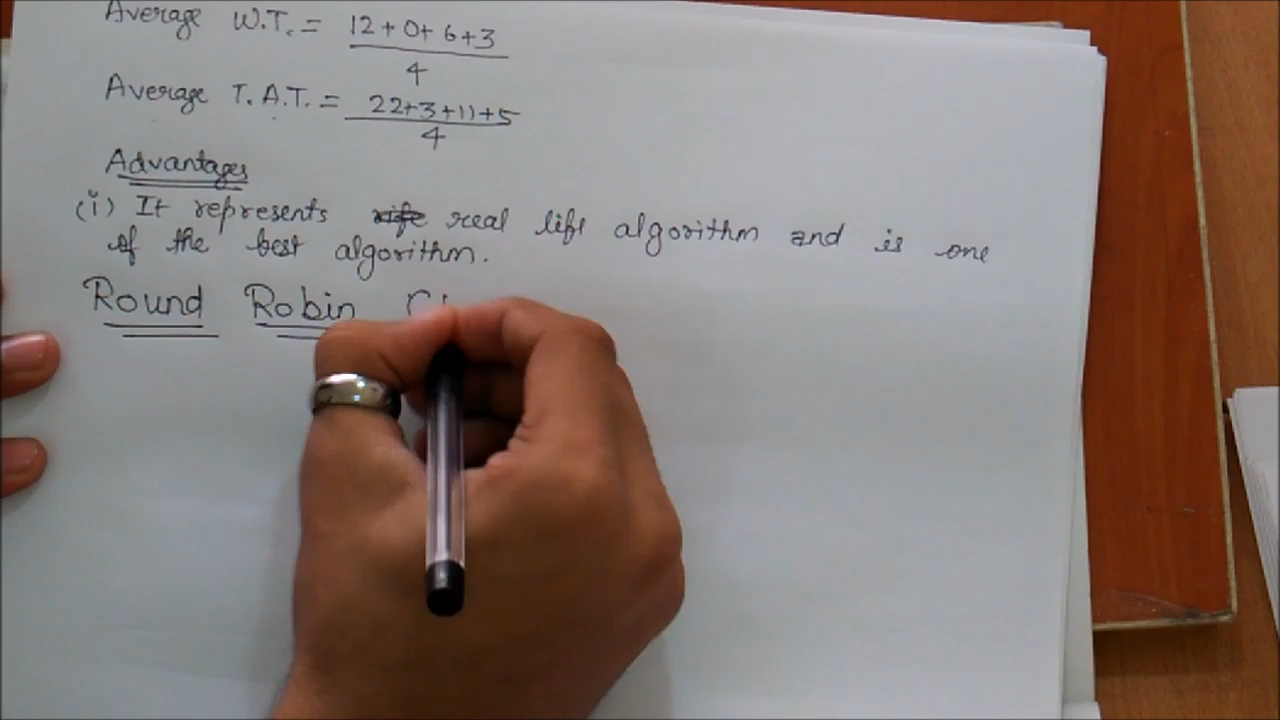 Average W.T. = 12+0+6+3
4
Average T.A.T. = 22+3+11+5
4
Advantages
(i) It represents real life algorithm and is one
of the best algorithm.
Round Robin